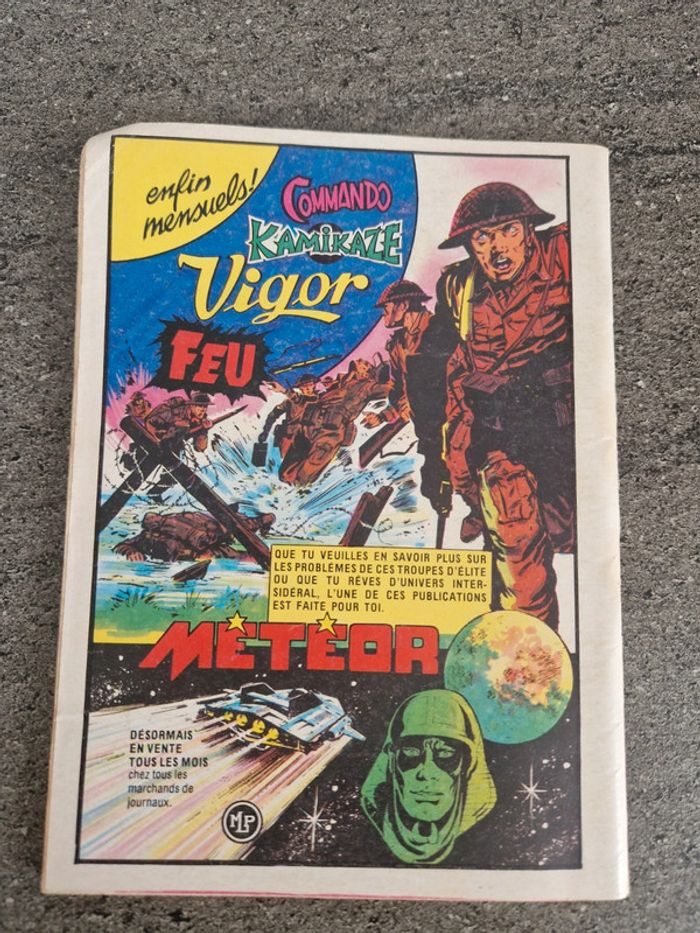 enfin
mensuels!
COMMANDO
KAMIKAZE
Vigor
FEU
QUE TU VEUILLES EN SAVOIR PLUS SUR
LES PROBLÈMES DE CES TROUPES D'ÉLITE
OU QUE TU RÊVES D'UNIVERS INTER-
SIDÉRAL, L'UNE DE CES PUBLICATIONS
EST FAITE POUR TOI.
MÉTÉOR
DÉSORMAIS
EN VENTE
TOUS LES MOIS
chez tous les
marchands de
journaux.
MLP